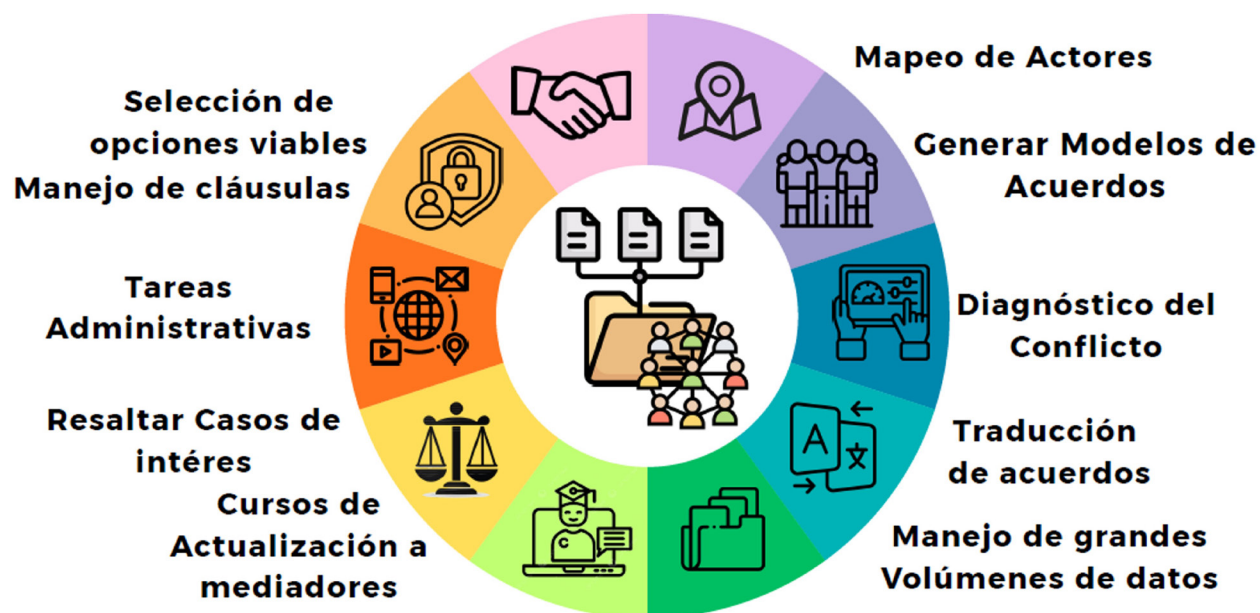 Mapeo de Actores
Generar Modelos de
Acuerdos
Diagnóstico del
Conflicto
Traducción
de acuerdos
Manejo de grandes
Volúmenes de datos
Selección de
opciones viables
Manejo de cláusulas
Tareas
Administrativas
Resaltar Casos de
intéres
Cursos de
Actualización a
mediadores
A
文
C